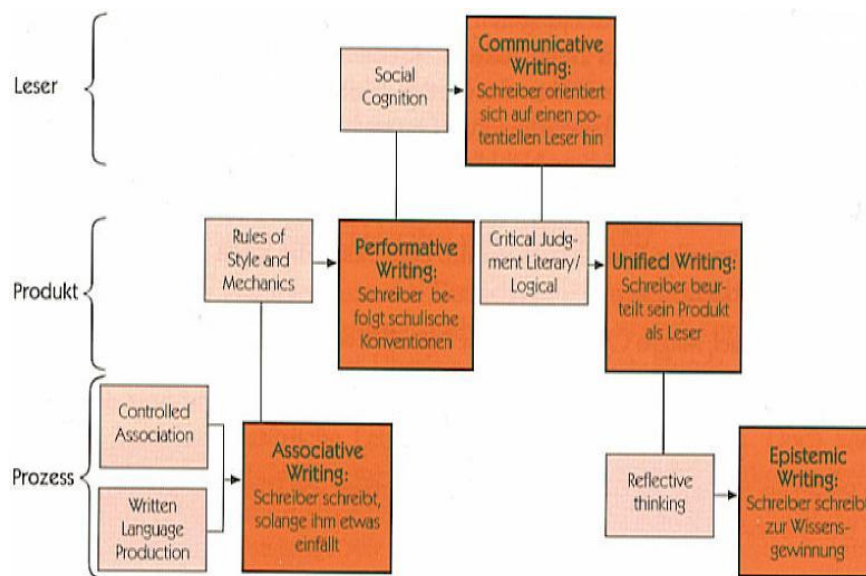 Leser
Social
Cognition
Communicative
Writing:
Schreiber orientiert
sich auf einen po-
tentiellen Leser hin
Produkt
Rules of
Style and
Mechanics
Performative
Writing:
Schreiber be-
folgt schulische
Konventionen
Critical Judg-
ment Literary/
Logical
Unified Writing:
Schreiber beur-
teilt sein Produkt
als Leser
Prozess
Controlled
Association
Written
Language
Production
Associative
Writing:
Schreiber schreibt,
solange ihm etwas
einfällt
Reflective
thinking
Epistemic
Writing:
Schreiber schreibt
zur Wissens-
gewinnung